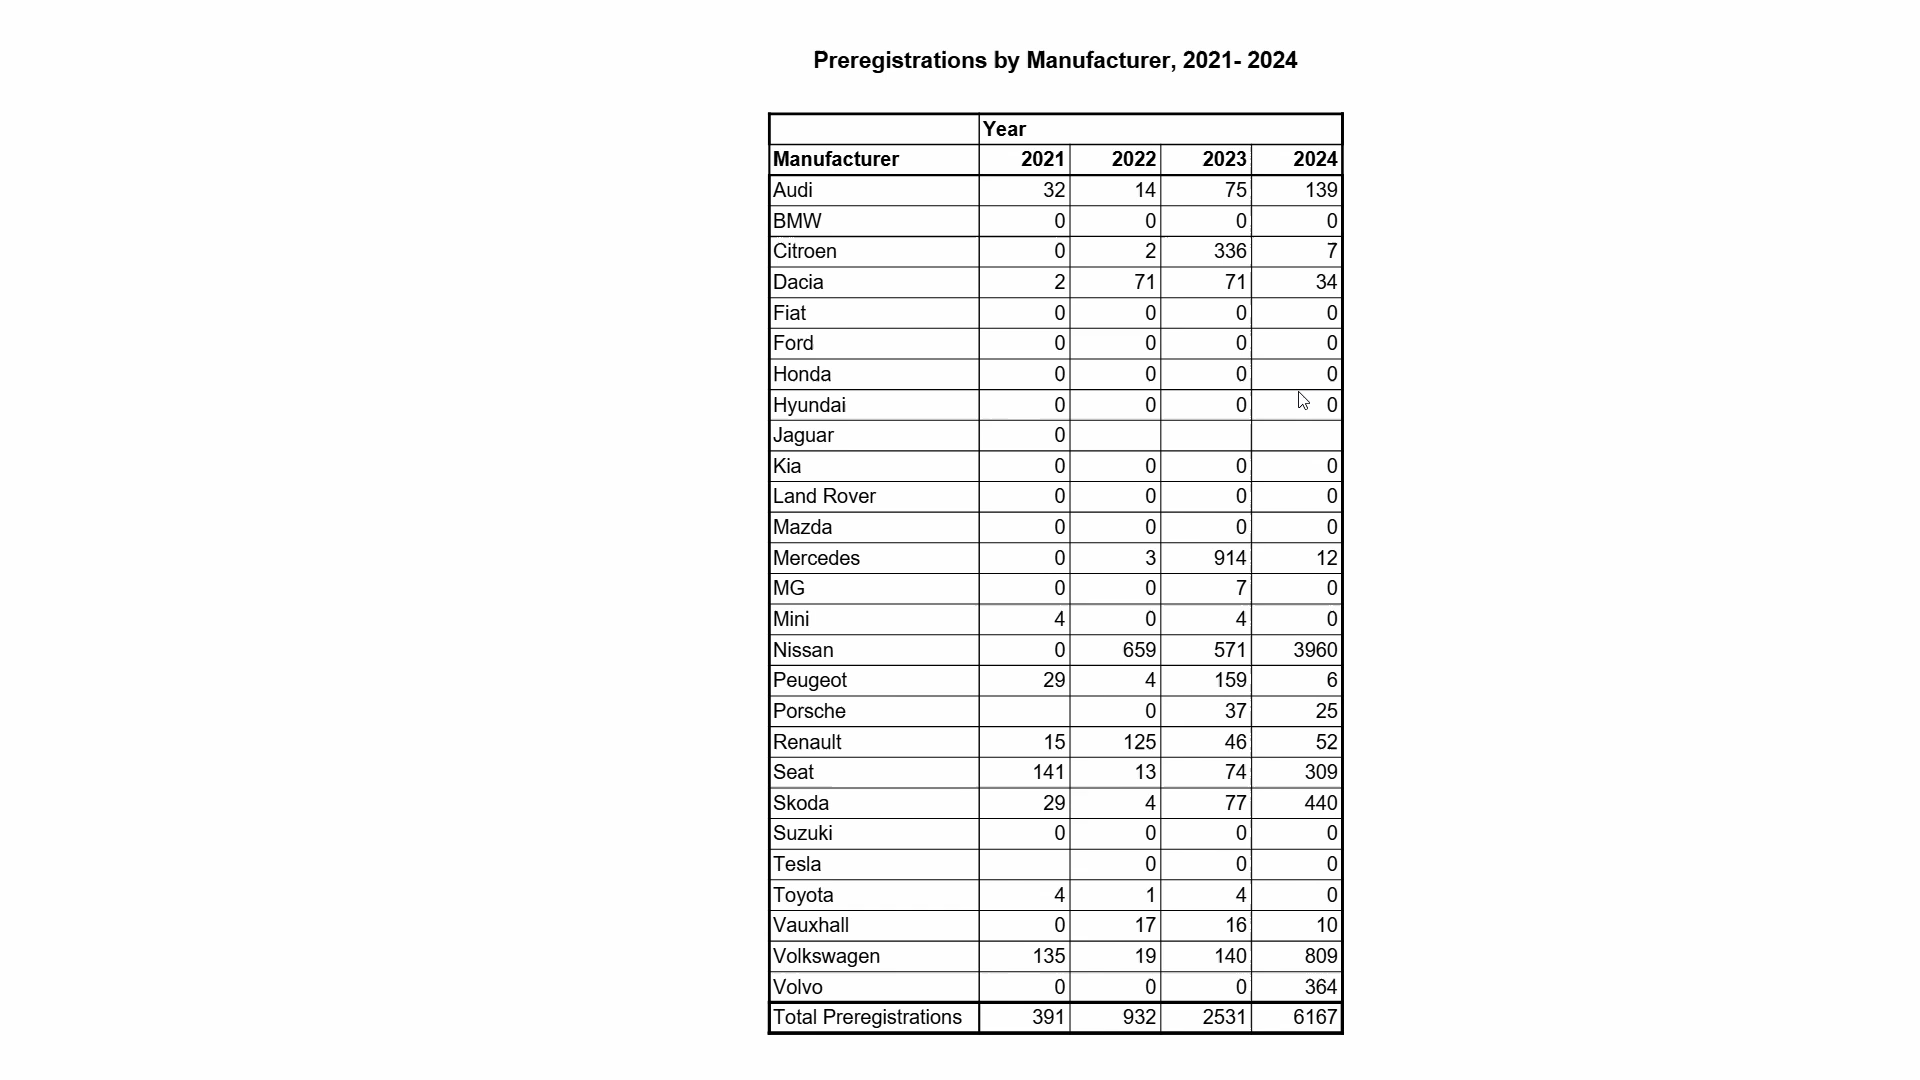 Preregistrations by Manufacturer, 2021- 2024
Year
Manufacturer 2021 2022 2023 2024
Audi 32 14 75 139
BMW 0 0 0 0
Citroen 0 2 336 7
Dacia 2 71 71 34
Fiat 0 0 0 0
Ford 0 0 0 0
Honda 0 0 0 0
Hyundai 0 0 0 0
Jaguar 0
Kia 0 0 0 0
Land Rover 0 0 0 0
Mazda 0 0 0 0
Mercedes 0 3 914 12
MG 0 0 7 0
Mini 4 0 4 0
Nissan 0 659 571 3960
Peugeot 29 4 159 6
Porsche 0 37 25
Renault 15 125 46 52
Seat 141 13 74 309
Skoda 29 4 77 440
Suzuki 0 0 0 0
Tesla 0 0 0
Toyota 4 1 4 0
Vauxhall 0 17 16 10
Volkswagen 135 19 140 809
Volvo 0 0 0 364
Total Preregistrations 391 932 2531 6167